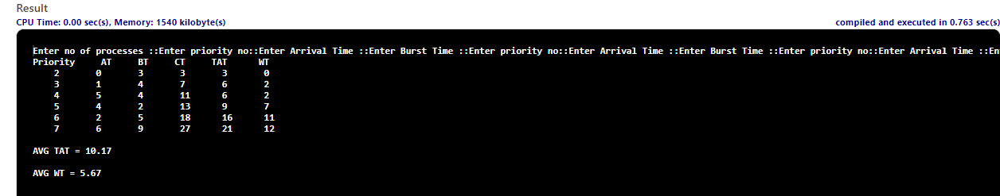 Result
CPU Time: 0.00 sec(s), Memory: 1540 kilobyte(s) compiled and executed in 0.763 sec(s)
Enter no of processes ::Enter priority no::Enter Arrival Time ::Enter Burst Time ::Enter priority no::Enter Arrival Time ::Enter Burst Time ::Enter priority no::Enter Arrival Time ::En
Priority AT BT CT TAT WT
2 0 3 3 3 0
3 1 4 7 6 2
4 5 4 11 6 2
5 4 2 13 9 7
6 2 5 18 16 11
7 6 9 27 21 12
AVG TAT = 10.17
AVG WT = 5.67